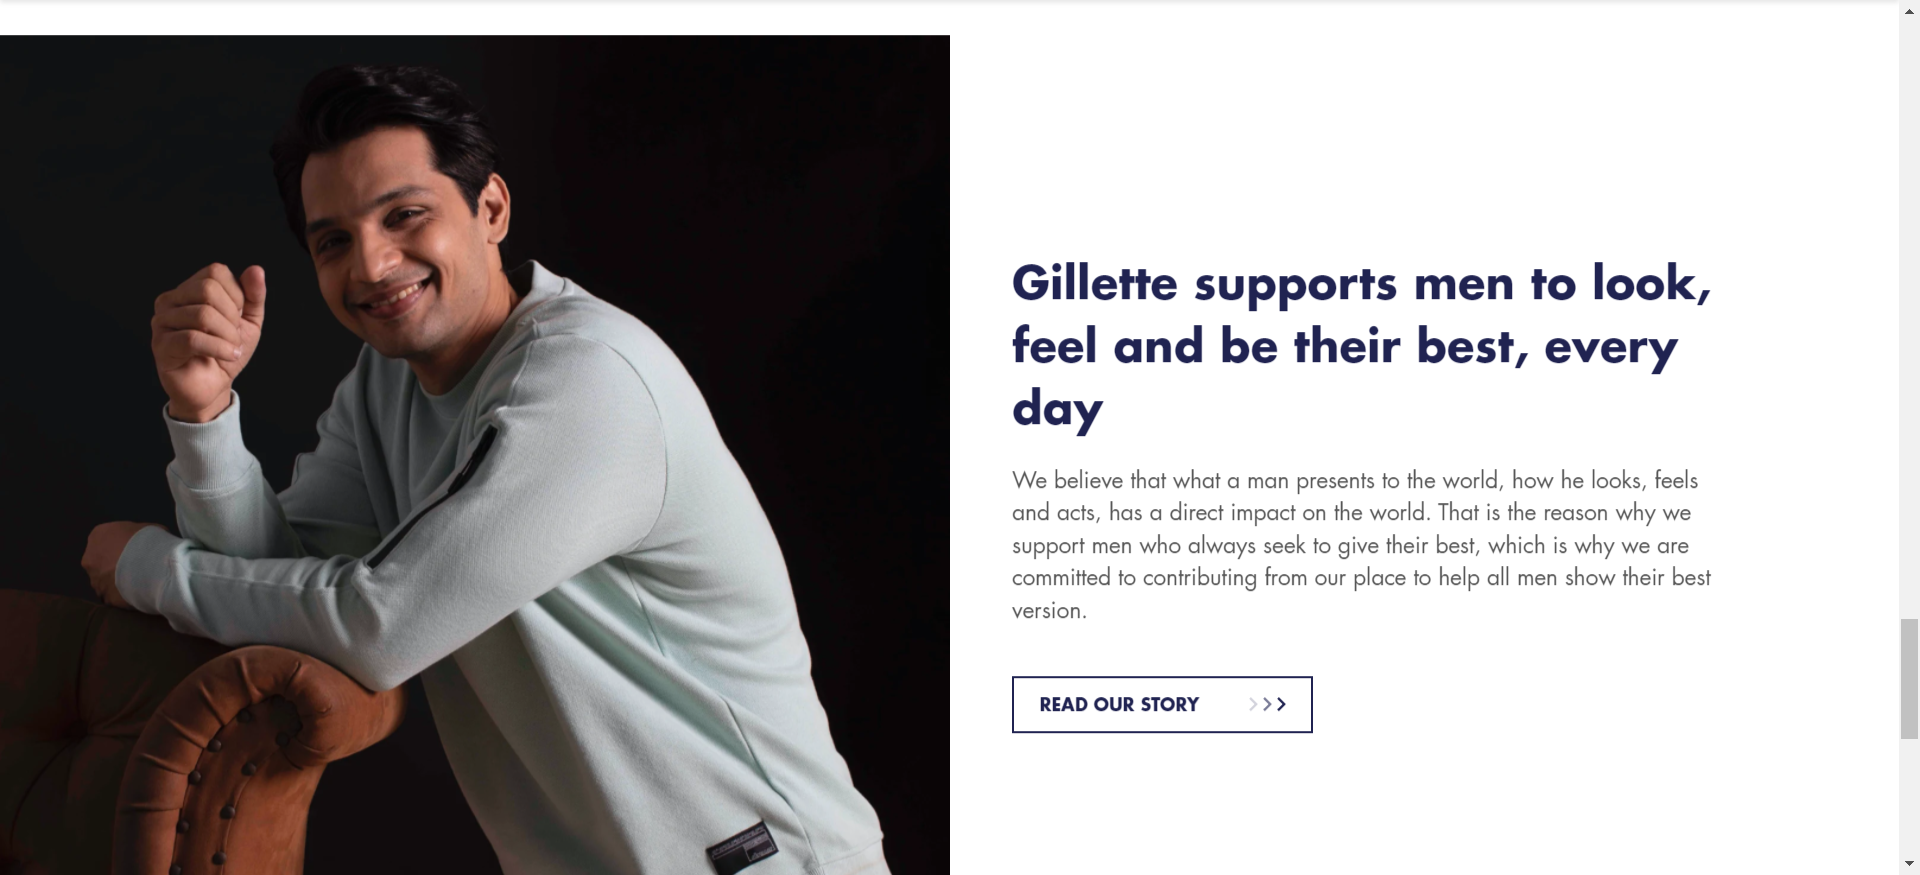 Gillette supports men to look,
feel and be their best, every
day
We believe that what a man presents to the world, how he looks, feels
and acts, has a direct impact on the world. That is the reason why we
support men who always seek to give their best, which is why we are
committed to contributing from our place to help all men show their best
version.
READ OUR STORY